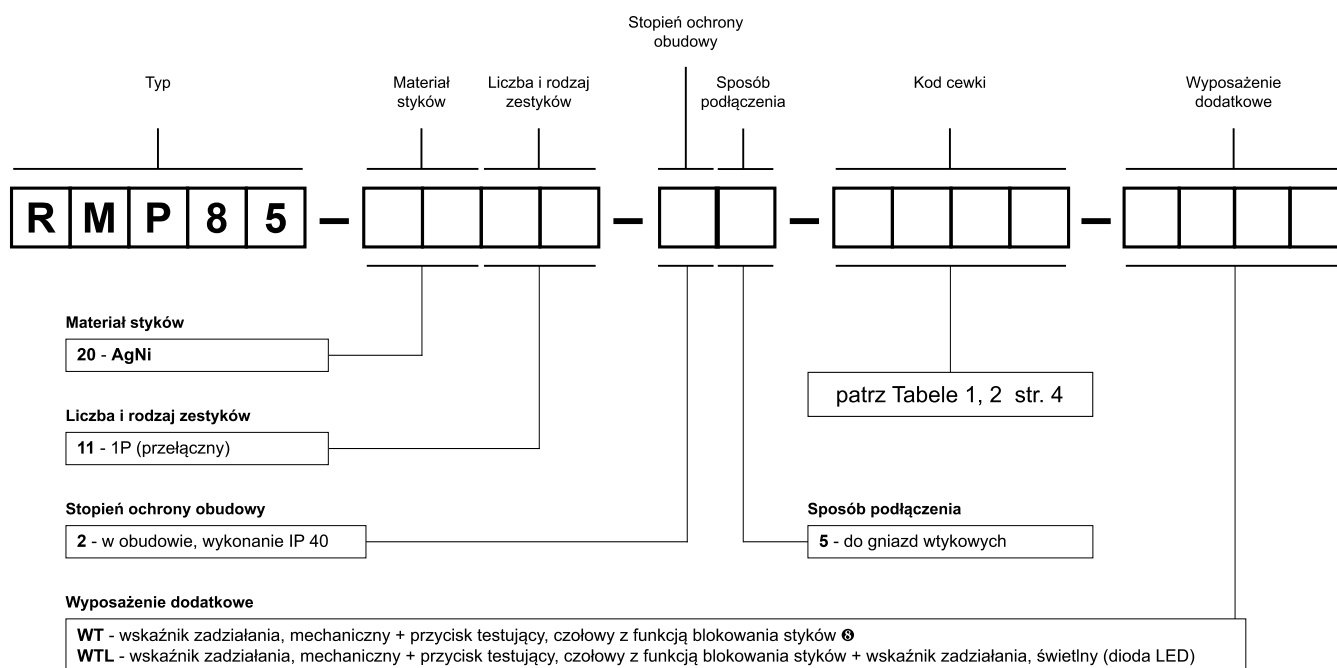 Stopień ochrony
obudowy
Typ
Materiał
styków
Liczba i rodzaj
zestyków
Sposób
podłączenia
Kod cewki
Wyposażenie
dodatkowe
R M P 8 5 – – – –
Materiał styków
20 - AgNi
patrz Tabele 1, 2 str. 4
Liczba i rodzaj zestyków
11 - 1P (przełączny)
Stopień ochrony obudowy
2 - w obudowie, wykonanie IP 40
Sposób podłączenia
5 - do gniazd wtykowych
Wyposażenie dodatkowe
WT - wskaźnik zadziałania, mechaniczny + przycisk testujący, czołowy z funkcją blokowania styków ❽
WTL - wskaźnik zadziałania, mechaniczny + przycisk testujący, czołowy z funkcją blokowania styków + wskaźnik zadziałania, świetlny (dioda LED)